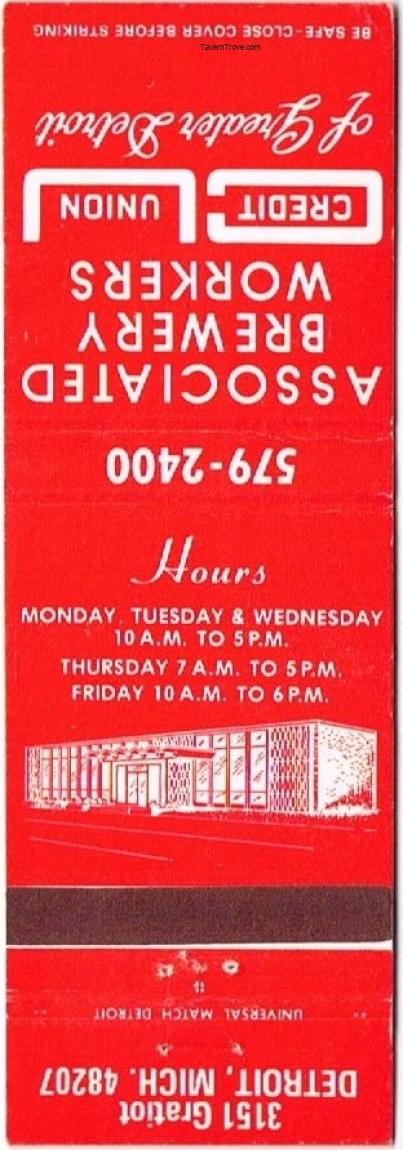 TavernTrove.com
3151 Gratiot
DETROIT, MICH. 48207
UNIVERSAL MATCH, DETROIT
579-2400
ASSOCIATED
BREWERY
WORKERS
CREDIT UNION
of Greater Detroit
BE SAFE-CLOSE COVER BEFORE STRIKING
Hours
MONDAY, TUESDAY & WEDNESDAY
10 A.M. TO 5 P.M.
THURSDAY 7 A.M. TO 5 P.M.
FRIDAY 10 A.M. TO 6 P.M.